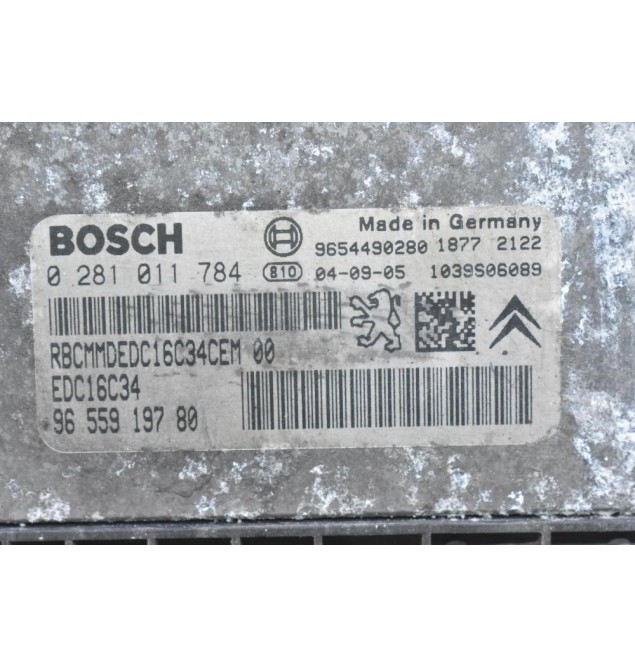 BOSCH
Made in Germany
9654490280 1877 2122
0 281 011 784 810 04-09-05 1039S06089
RBCMMDEDC16C34CEM 00
EDC16C34
96 559 197 80